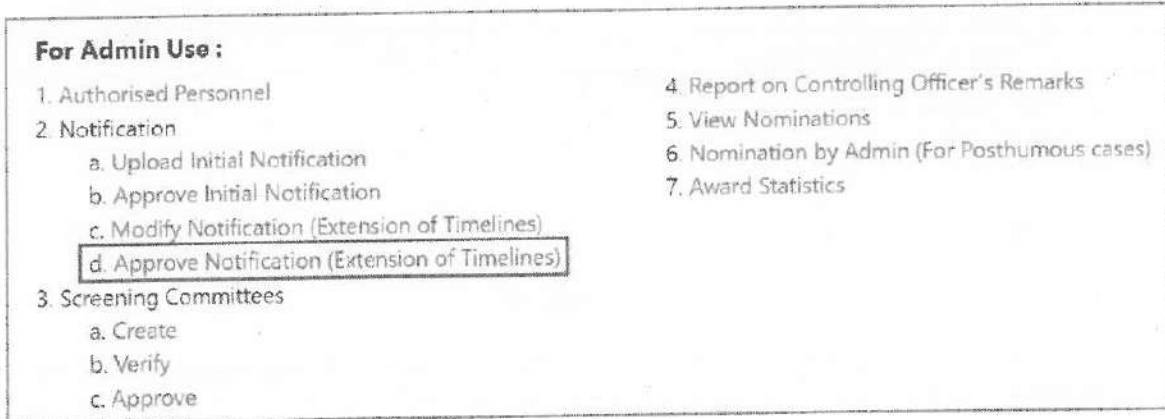 For Admin Use :
1. Authorised Personnel
2. Notification
a. Upload Initial Notification
b. Approve Initial Notification
c. Modify Notification (Extension of Timelines)
d. Approve Notification (Extension of Timelines)
3. Screening Committees
a. Create
b. Verify
c. Approve
4. Report on Controlling Officer's Remarks
5. View Nominations
6. Nomination by Admin (For Posthumous cases)
7. Award Statistics